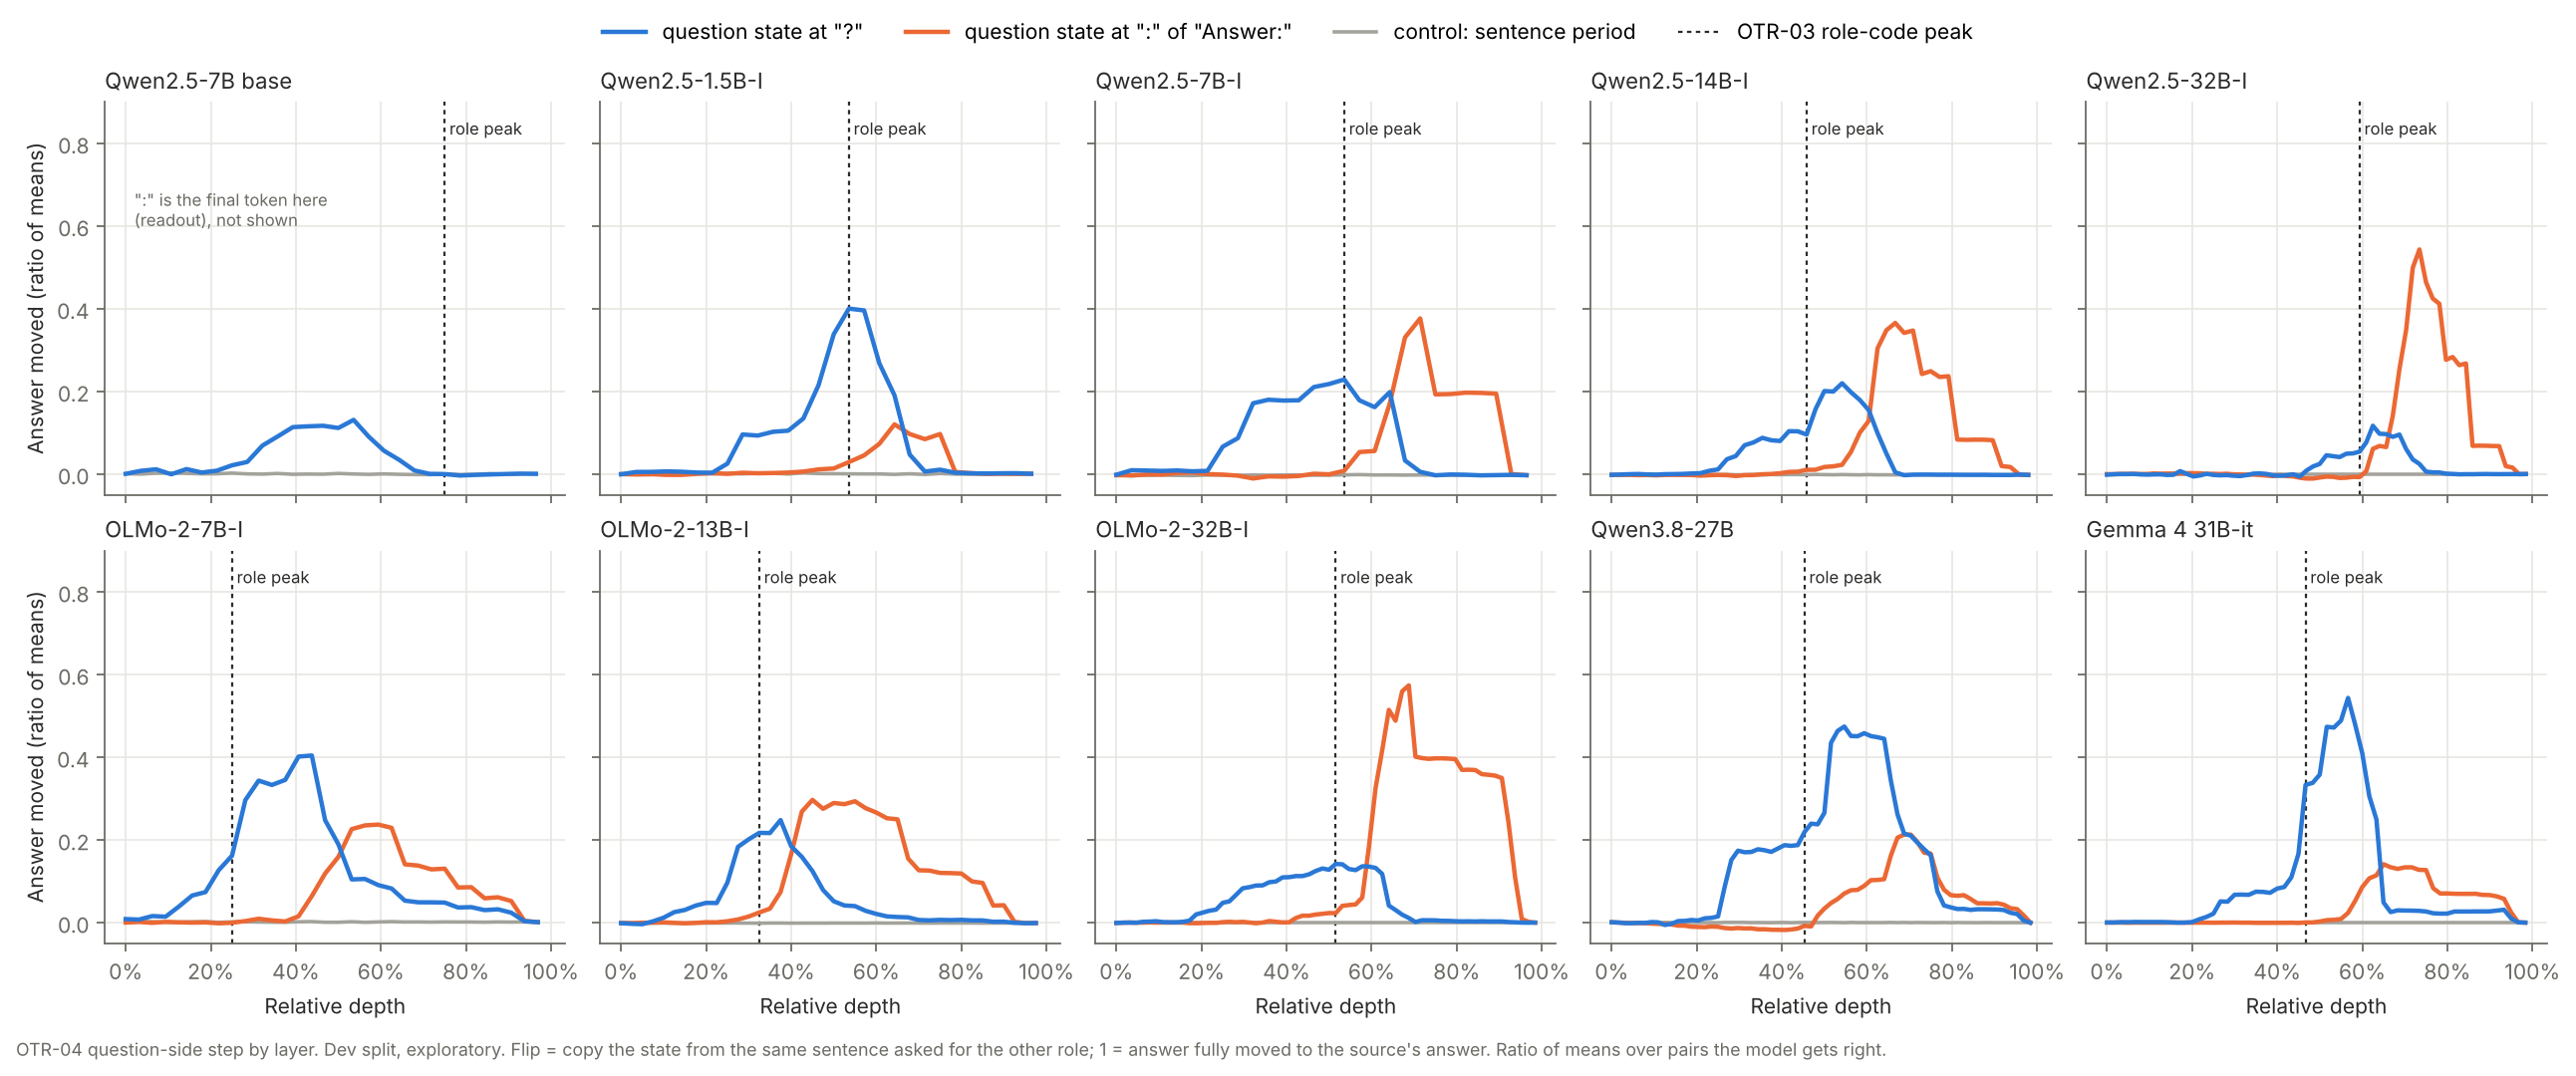 question state at "?"
question state at ":" of "Answer:"
control: sentence period
OTR-03 role-code peak
Qwen2.5-7B base
Qwen2.5-1.5B-I
Qwen2.5-7B-I
Qwen2.5-14B-I
Qwen2.5-32B-I
Answer moved (ratio of means)
0.8
0.6
0.4
0.2
0.0
role peak
":" is the final token here
(readout), not shown
role peak
role peak
role peak
role peak
OLMo-2-7B-I
OLMo-2-13B-I
OLMo-2-32B-I
Qwen3.8-27B
Gemma 4 31B-it
Answer moved (ratio of means)
0.8
0.6
0.4
0.2
0.0
role peak
role peak
role peak
role peak
role peak
0% 20% 40% 60% 80% 100%
0% 20% 40% 60% 80% 100%
0% 20% 40% 60% 80% 100%
0% 20% 40% 60% 80% 100%
0% 20% 40% 60% 80% 100%
Relative depth
Relative depth
Relative depth
Relative depth
Relative depth
OTR-04 question-side step by layer. Dev split, exploratory. Flip = copy the state from the same sentence asked for the other role; 1 = answer fully moved to the source's answer. Ratio of means over pairs the model gets right.